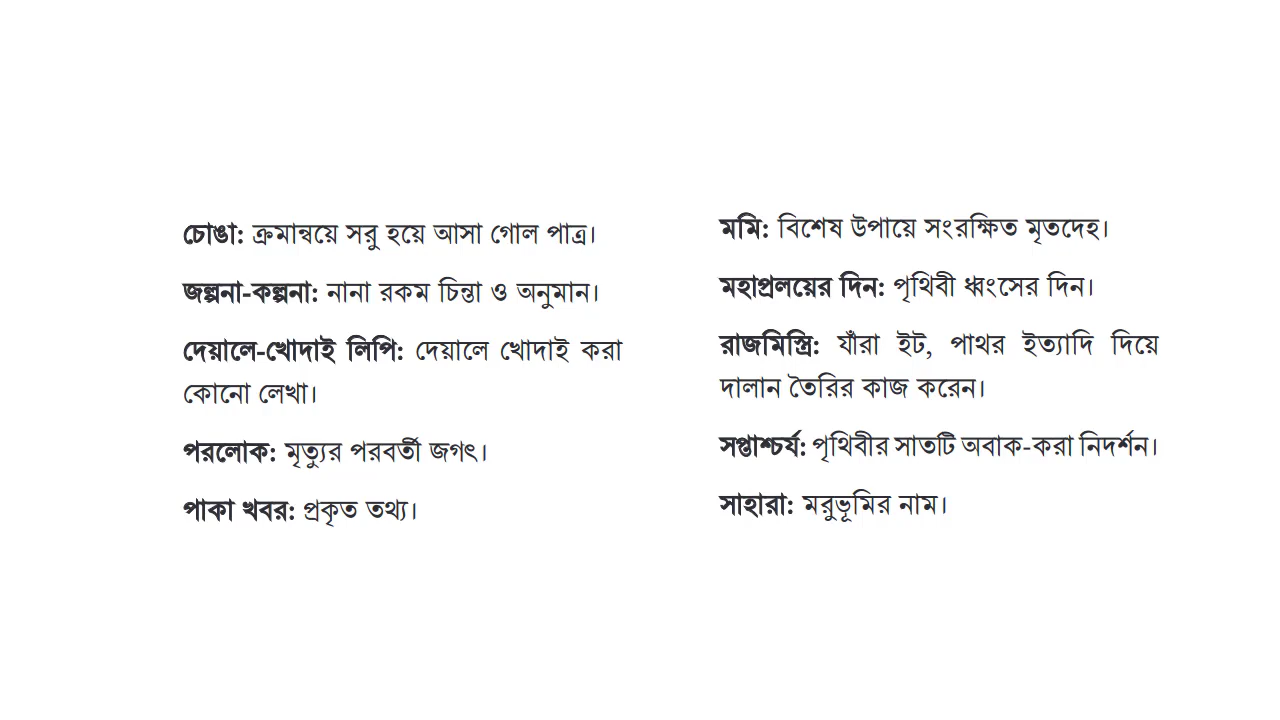 চোঙা: ক্রমান্বয়ে সরু হয়ে আসা গোল পাত্র।
জল্পনা-কল্পনা: নানা রকম চিন্তা ও অনুমান।
দেয়ালে-খোদাই লিপি: দেয়ালে খোদাই করা
কোনো লেখা।
পরলোক: মৃত্যুর পরবর্তী জগৎ।
পাকা খবর: প্রকৃত তথ্য।
মমি: বিশেষ উপায়ে সংরক্ষিত মৃতদেহ।
মহাপ্রলয়ের দিন: পৃথিবী ধ্বংসের দিন।
রাজমিস্ত্রি: যাঁরা ইট, পাথর ইত্যাদি দিয়ে
দালান তৈরির কাজ করেন।
সপ্তাশ্চর্য: পৃথিবীর সাতটি অবাক-করা নিদর্শন।
সাহারা: মরুভূমির নাম।